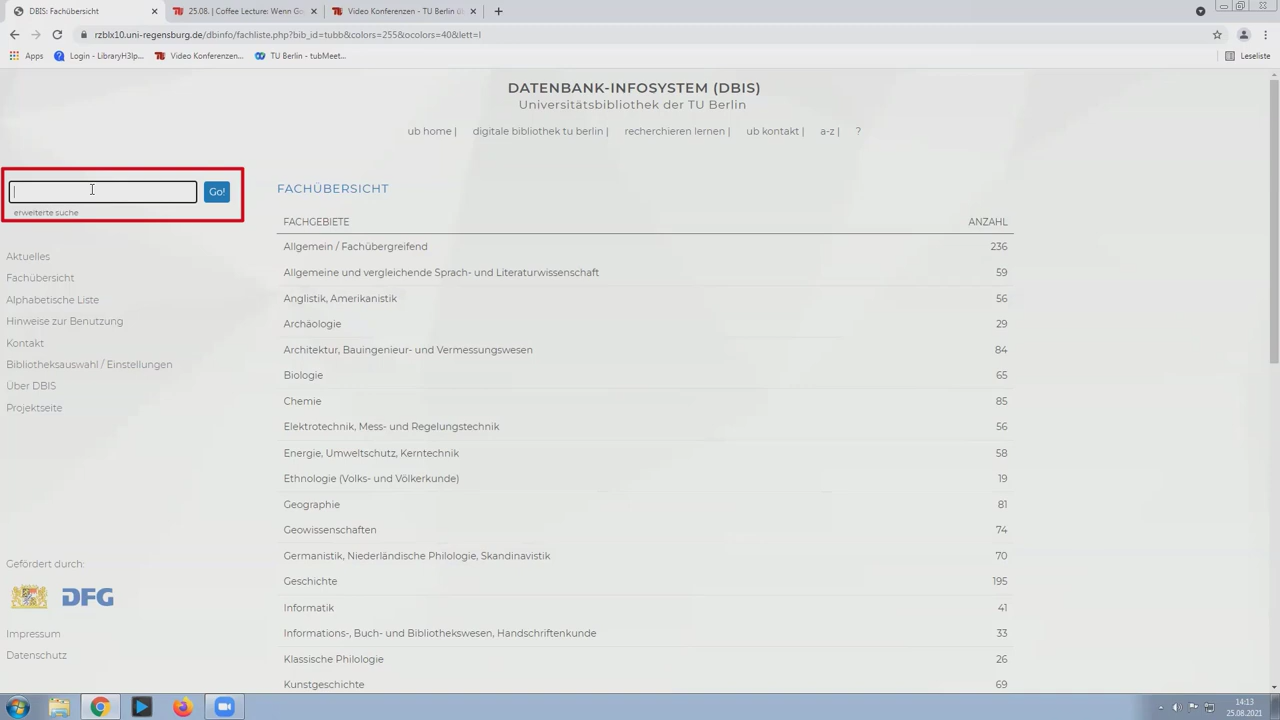 DBIS: Fachübersicht
25.08. | Coffee Lecture: Wenn Go
Video Konferenzen - TU Berlin üb
rzblx10.uni-regensburg.de/dbinfo/fachliste.php?bib_id=tubb&colors=255&ocolors=40&lett=l
Apps
Login - LibraryH3lp...
Video Konferenzen...
TU Berlin - tubMeet...
Leseliste
DATENBANK-INFOSYSTEM (DBIS)
Universitätsbibliothek der TU Berlin
ub home | digitale bibliothek tu berlin | recherchieren lernen | ub kontakt | a-z | ?
Go!
erweiterte suche
Aktuelles
Fachübersicht
Alphabetische Liste
Hinweise zur Benutzung
Kontakt
Bibliotheksauswahl / Einstellungen
Über DBIS
Projektseite
Gefördert durch:
DFG
Impressum
Datenschutz
FACHÜBERSICHT
FACHGEBIETE ANZAHL
Allgemein / Fachübergreifend 236
Allgemeine und vergleichende Sprach- und Literaturwissenschaft 59
Anglistik, Amerikanistik 56
Archäologie 29
Architektur, Bauingenieur- und Vermessungswesen 84
Biologie 65
Chemie 85
Elektrotechnik, Mess- und Regelungstechnik 56
Energie, Umweltschutz, Kerntechnik 58
Ethnologie (Volks- und Völkerkunde) 19
Geographie 81
Geowissenschaften 74
Germanistik, Niederländische Philologie, Skandinavistik 70
Geschichte 195
Informatik 41
Informations-, Buch- und Bibliothekswesen, Handschriftenkunde 33
Klassische Philologie 26
Kunstgeschichte 69
14:13
25.08.2021